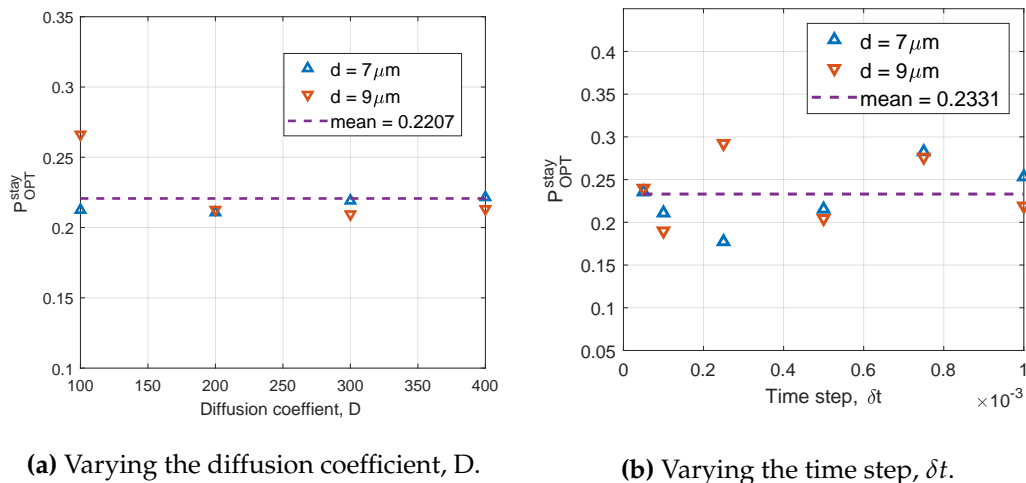 0.35
0.3
0.25
0.2
0.15
0.1
100
150
200
250
300
350
400
P^stay_OPT
Diffusion coeffient, D
d = 7μm
d = 9μm
mean = 0.2207
(a) Varying the diffusion coefficient, D.
0.4
0.35
0.3
0.25
0.2
0.15
0.1
0.05
0
0.2
0.4
0.6
0.8
1
×10^-3
P^stay_OPT
Time step, δt
d = 7μm
d = 9μm
mean = 0.2331
(b) Varying the time step, δt.